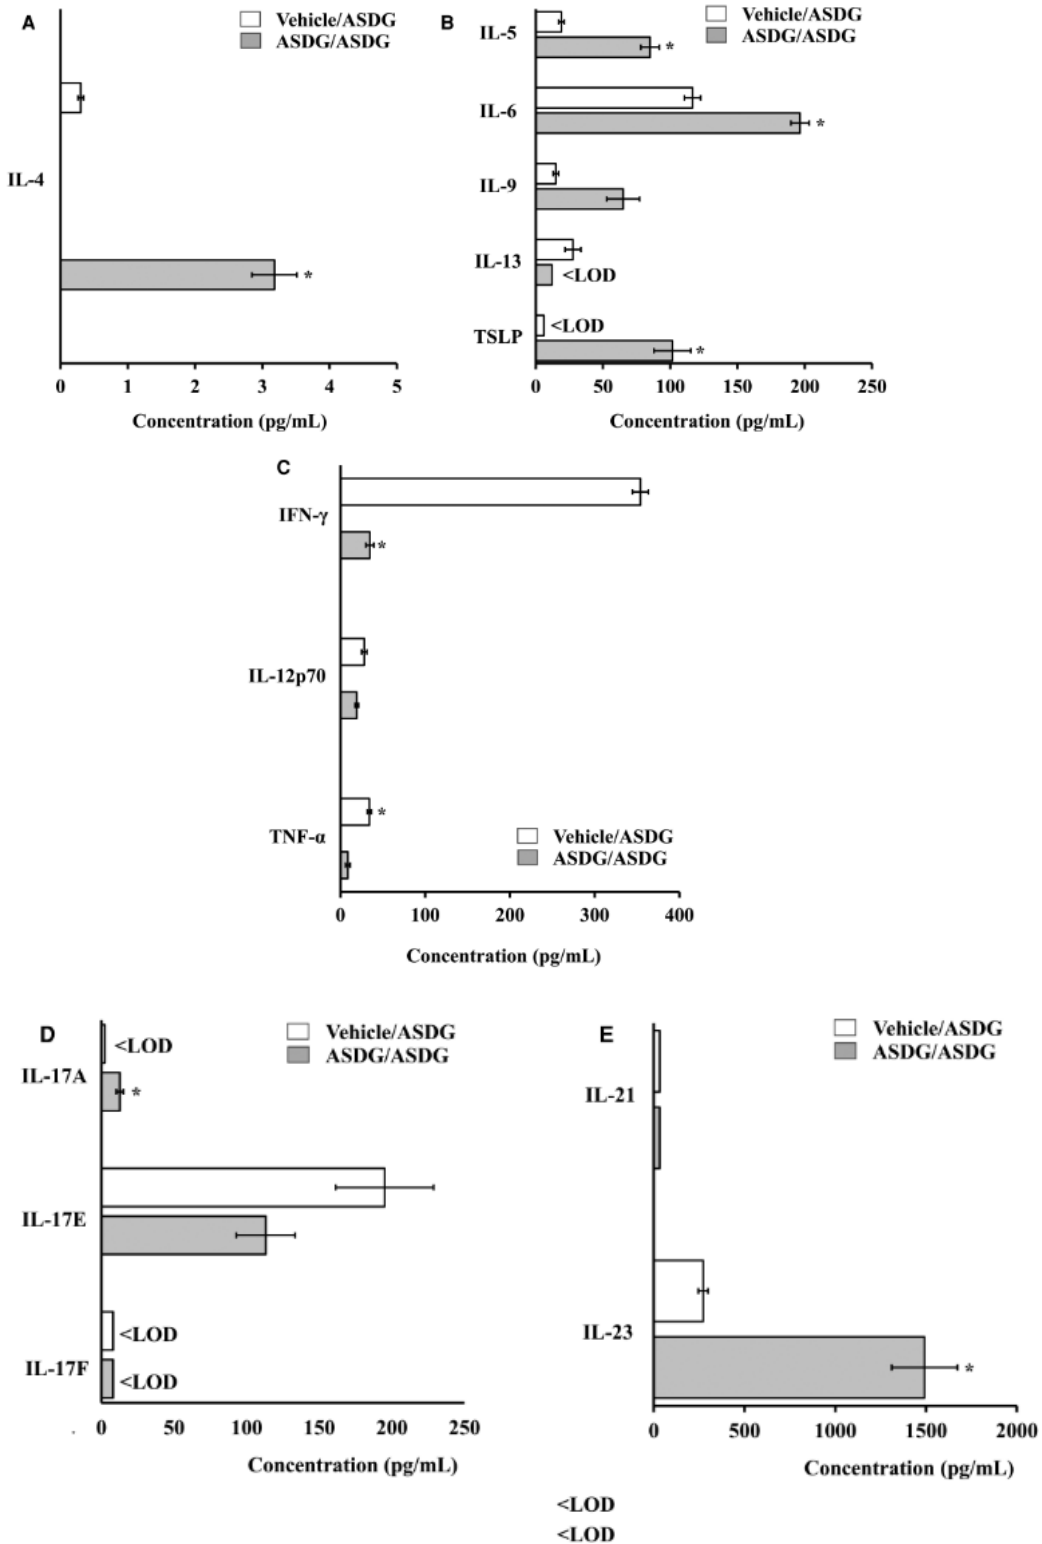 A
Vehicle/ASDG
ASDG/ASDG
IL-4
*
0 1 2 3 4 5
Concentration (pg/mL)
B
Vehicle/ASDG
ASDG/ASDG
IL-5
*
IL-6
*
IL-9
IL-13
<LOD
TSLP
<LOD
*
0 50 100 150 200 250
Concentration (pg/mL)
C
IFN-γ
*
IL-12p70
TNF-α
*
Vehicle/ASDG
ASDG/ASDG
0 100 200 300 400
Concentration (pg/mL)
D
Vehicle/ASDG
ASDG/ASDG
<LOD
IL-17A
*
IL-17E
<LOD
IL-17F
<LOD
0 50 100 150 200 250
Concentration (pg/mL)
E
Vehicle/ASDG
ASDG/ASDG
IL-21
IL-23
*
0 500 1000 1500 2000
Concentration (pg/mL)
<LOD
<LOD